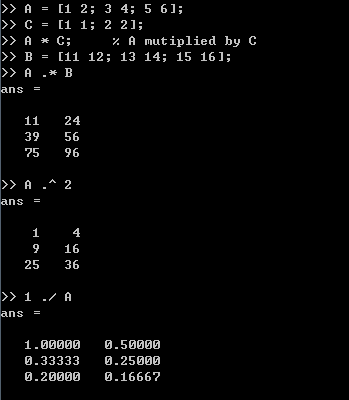 >> A = [1 2; 3 4; 5 6];
>> C = [1 1; 2 2];
>> A * C;     % A mutiplied by C
>> B = [11 12; 13 14; 15 16];
>> A .* B
ans =
11   24
39   56
75   96
>> A .^ 2
ans =
1    4
9   16
25   36
>> 1 ./ A
ans =
1.00000   0.50000
0.33333   0.25000
0.20000   0.16667